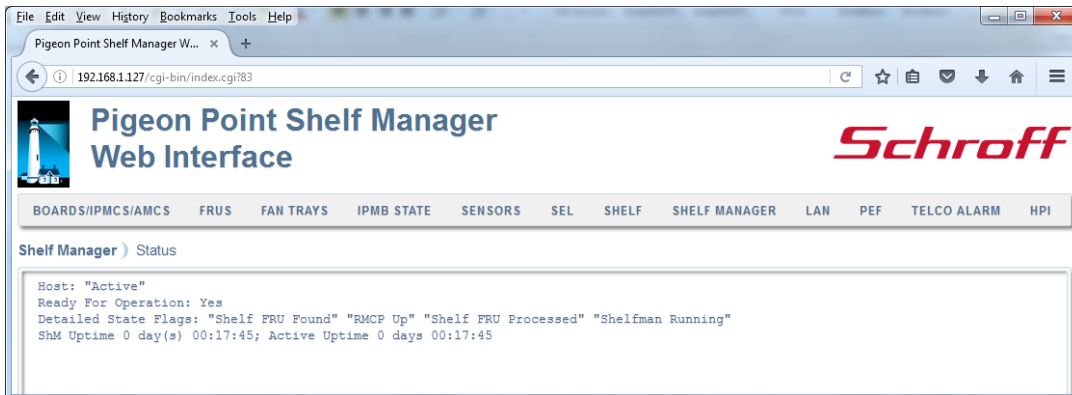 File Edit View History Bookmarks Tools Help
Pigeon Point Shelf Manager W... × +
192.168.1.127/cgi-bin/index.cgi?83
Pigeon Point Shelf Manager
Web Interface
Schroff
BOARDS/IPMCS/AMCS FRUS FAN TRAYS IPMB STATE SENSORS SEL SHELF SHELF MANAGER LAN PEF TELCO ALARM HPI
Shelf Manager ) Status
Host: "Active"
Ready For Operation: Yes
Detailed State Flags: "Shelf FRU Found" "RMCP Up" "Shelf FRU Processed" "Shelfman Running"
ShM Uptime 0 day(s) 00:17:45; Active Uptime 0 days 00:17:45